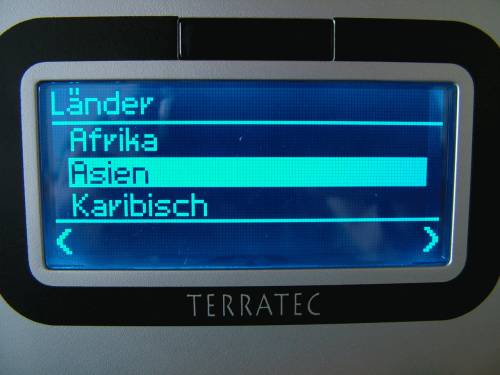 Länder
Afrika
Asien
Karibisch
< >
TERRATEC